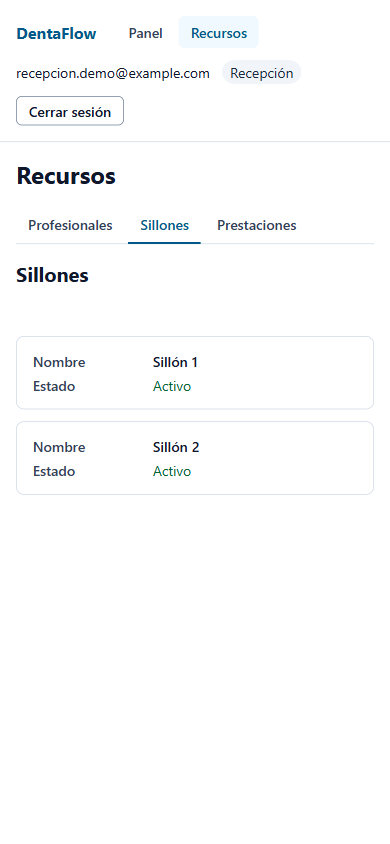 DentaFlow Panel Recursos
recepcion.demo@example.com Recepción
Cerrar sesión
Recursos
Profesionales Sillones Prestaciones
Sillones
Nombre Sillón 1
Estado Activo
Nombre Sillón 2
Estado Activo